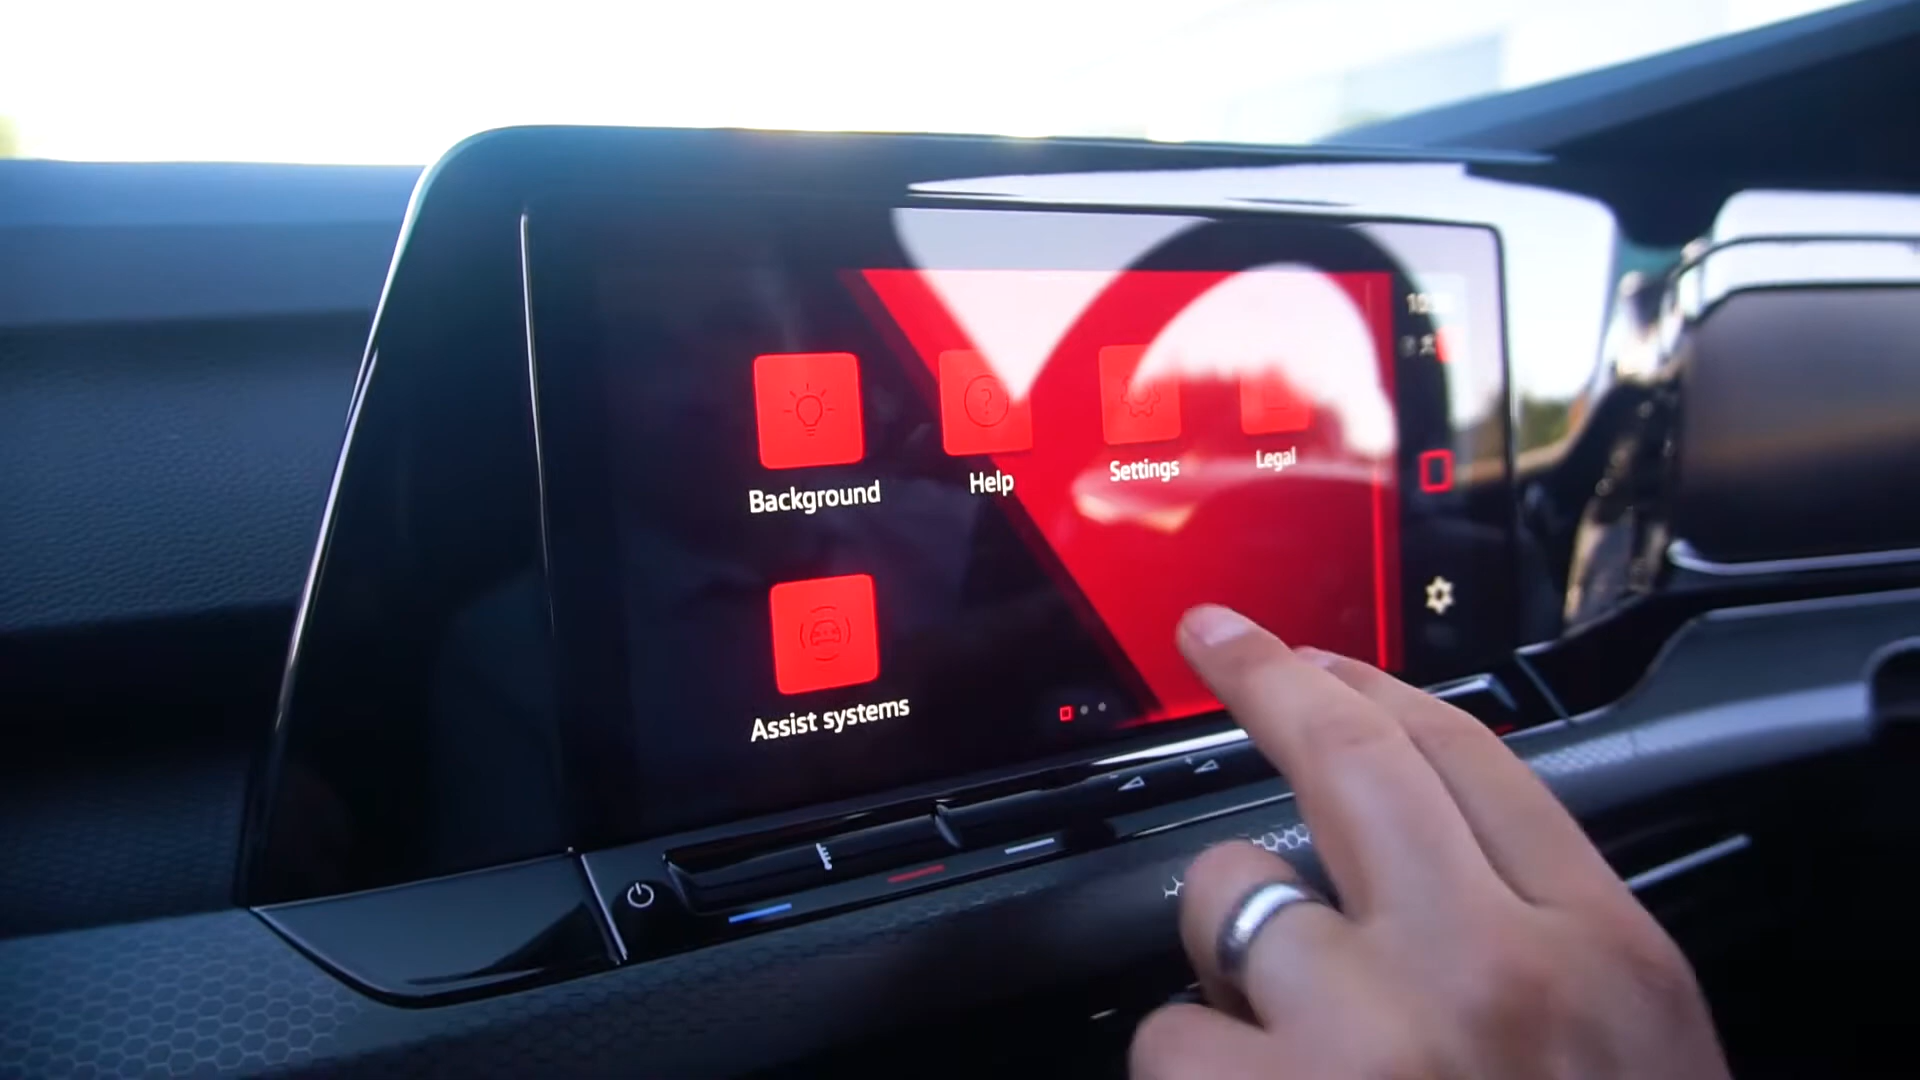 Background
Help
Settings
Legal
Assist systems